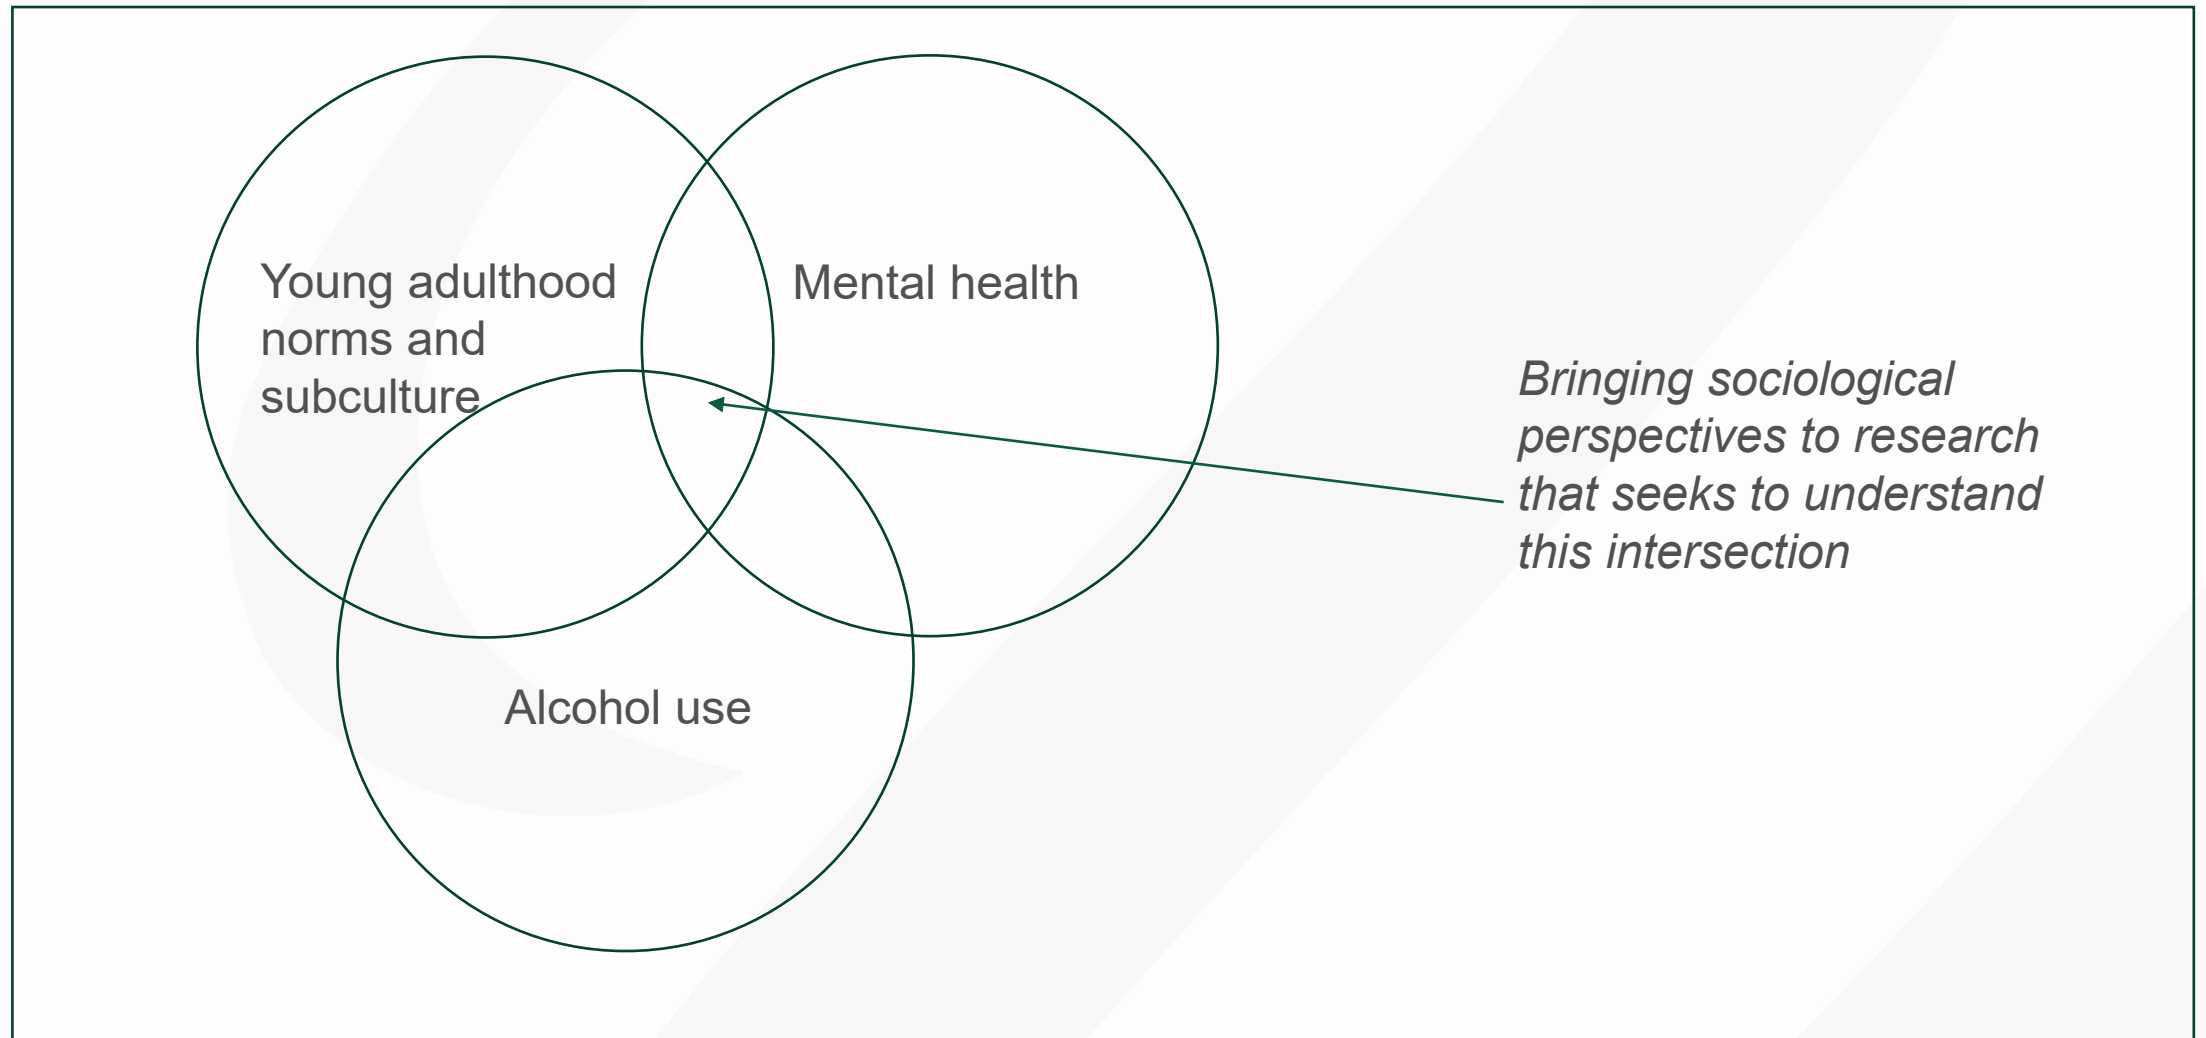 Young adulthood
norms and
subculture
Mental health
Bringing sociological
perspectives to research
that seeks to understand
this intersection
Alcohol use